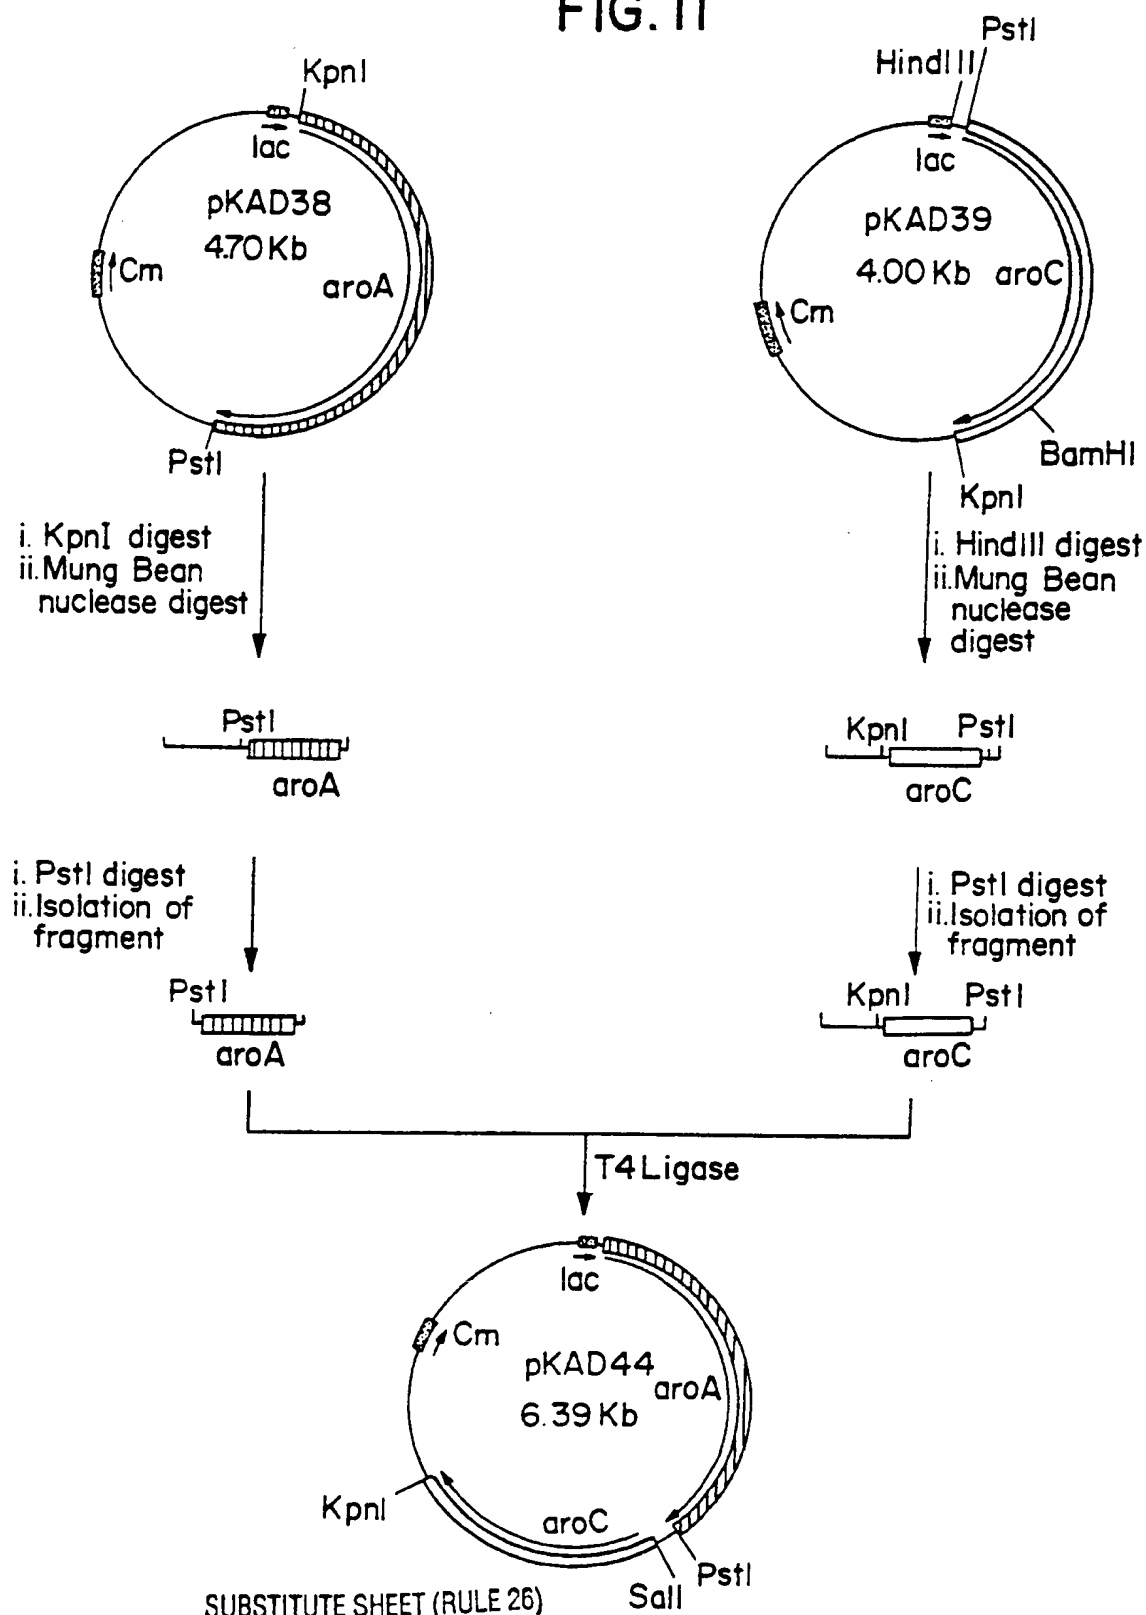 FIG. 11
KpnI
lac
pKAD38
4.70 Kb
aroA
Cm
PstI
HindIII
PstI
lac
pKAD39
4.00 Kb
aroC
Cm
BamHI
KpnI
i. KpnI digest
ii. Mung Bean
nuclease digest
i. HindIII digest
ii. Mung Bean
nuclease
digest
PstI
aroA
KpnI
PstI
aroC
i. PstI digest
ii. Isolation of
fragment
i. PstI digest
ii. Isolation of
fragment
PstI
aroA
KpnI
PstI
aroC
T4 Ligase
lac
Cm
pKAD44
aroA
6.39 Kb
KpnI
aroC
PstI
SalI
SUBSTITUTE SHEET (RULE 26)